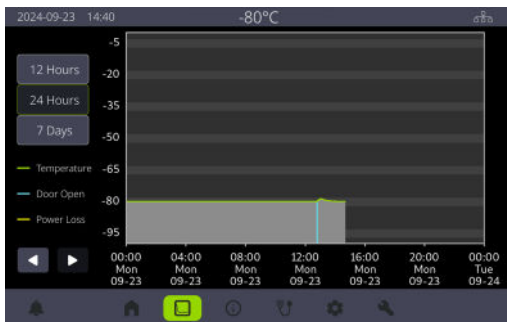 2024-09-23 14:40
-80°C
-5
12 Hours
-20
24 Hours
-35
7 Days
-50
Temperature
-65
Door Open
-80
Power Loss
-95
00:00 04:00 08:00 12:00 16:00 20:00 00:00
Mon Mon Mon Mon Mon Mon Tue
09-23 09-23 09-23 09-23 09-23 09-23 09-24